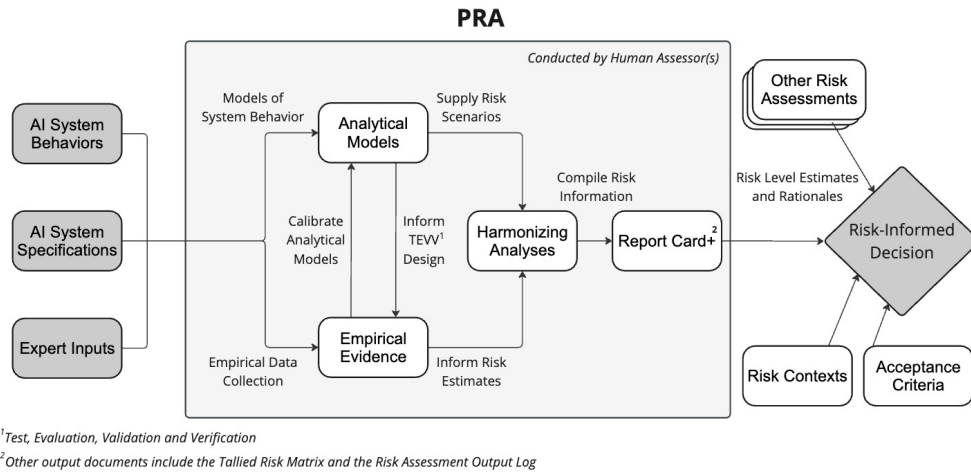 PRA
Conducted by Human Assessor(s)
AI System
Behaviors
AI System
Specifications
Expert Inputs
Models of
System Behavior
Analytical
Models
Supply Risk
Scenarios
Calibrate
Analytical
Models
Inform
TEVV¹
Design
Empirical Data
Collection
Empirical
Evidence
Inform Risk
Estimates
Harmonizing
Analyses
Compile Risk
Information
Report Card+²
Other Risk
Assessments
Risk Level Estimates
and Rationales
Risk-Informed
Decision
Risk Contexts
Acceptance
Criteria
¹Test, Evaluation, Validation and Verification
²Other output documents include the Tallied Risk Matrix and the Risk Assessment Output Log